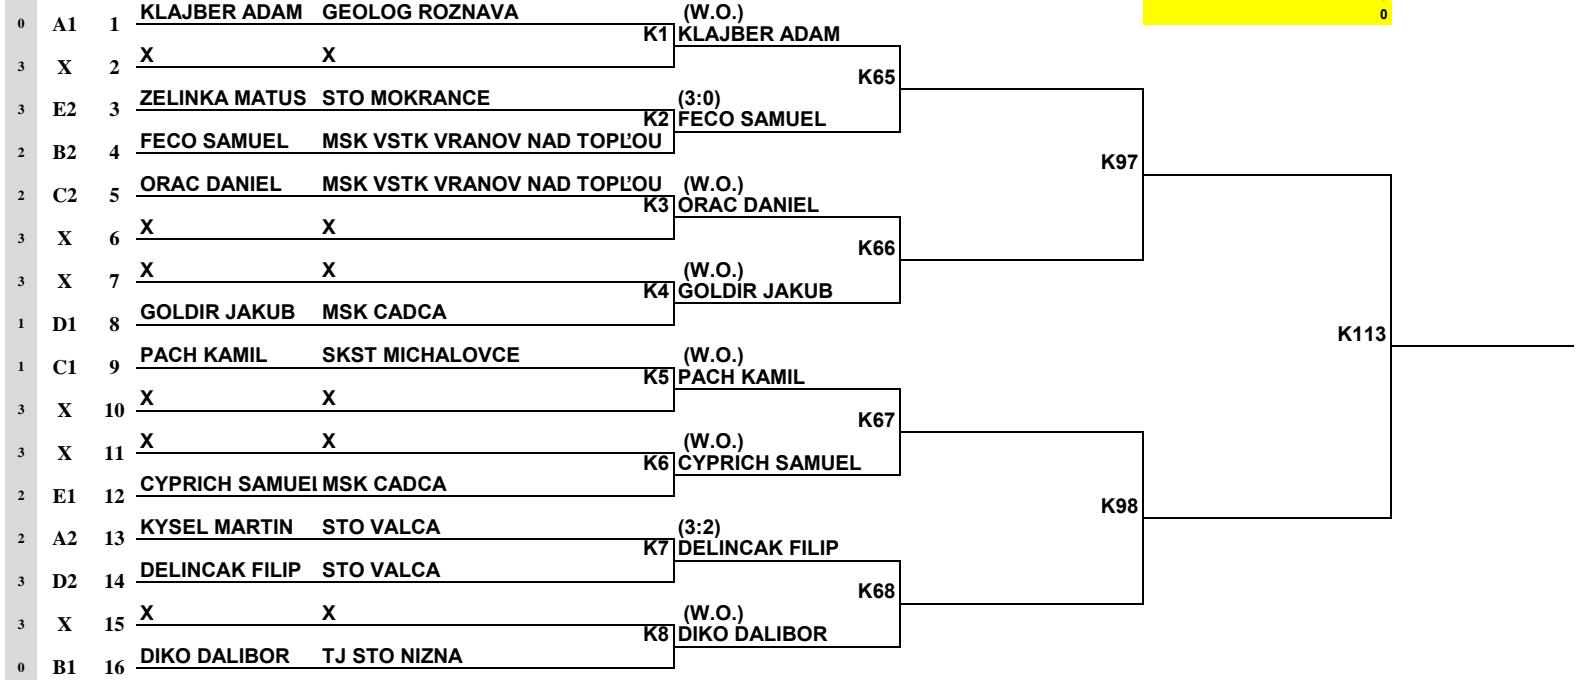 0
0 A1 1 KLAJBER ADAM GEOLOG ROZNAVA (W.O.)
K1 KLAJBER ADAM
3 X 2 X X
K65
3 E2 3 ZELINKA MATUS STO MOKRANCE (3:0)
K2 FECO SAMUEL
2 B2 4 FECO SAMUEL MSK VSTK VRANOV NAD TOPĽOU
K97
2 C2 5 ORAC DANIEL MSK VSTK VRANOV NAD TOPĽOU (W.O.)
K3 ORAC DANIEL
3 X 6 X X
K66
3 X 7 X X (W.O.)
K4 GOLDIR JAKUB
1 D1 8 GOLDIR JAKUB MSK CADCA
K113
1 C1 9 PACH KAMIL SKST MICHALOVCE (W.O.)
K5 PACH KAMIL
3 X 10 X X
K67
3 X 11 X X (W.O.)
K6 CYPRICH SAMUEL
2 E1 12 CYPRICH SAMUEL MSK CADCA
K98
2 A2 13 KYSEL MARTIN STO VALCA (3:2)
K7 DELINCAK FILIP
3 D2 14 DELINCAK FILIP STO VALCA
K68
3 X 15 X X (W.O.)
K8 DIKO DALIBOR
0 B1 16 DIKO DALIBOR TJ STO NIZNA